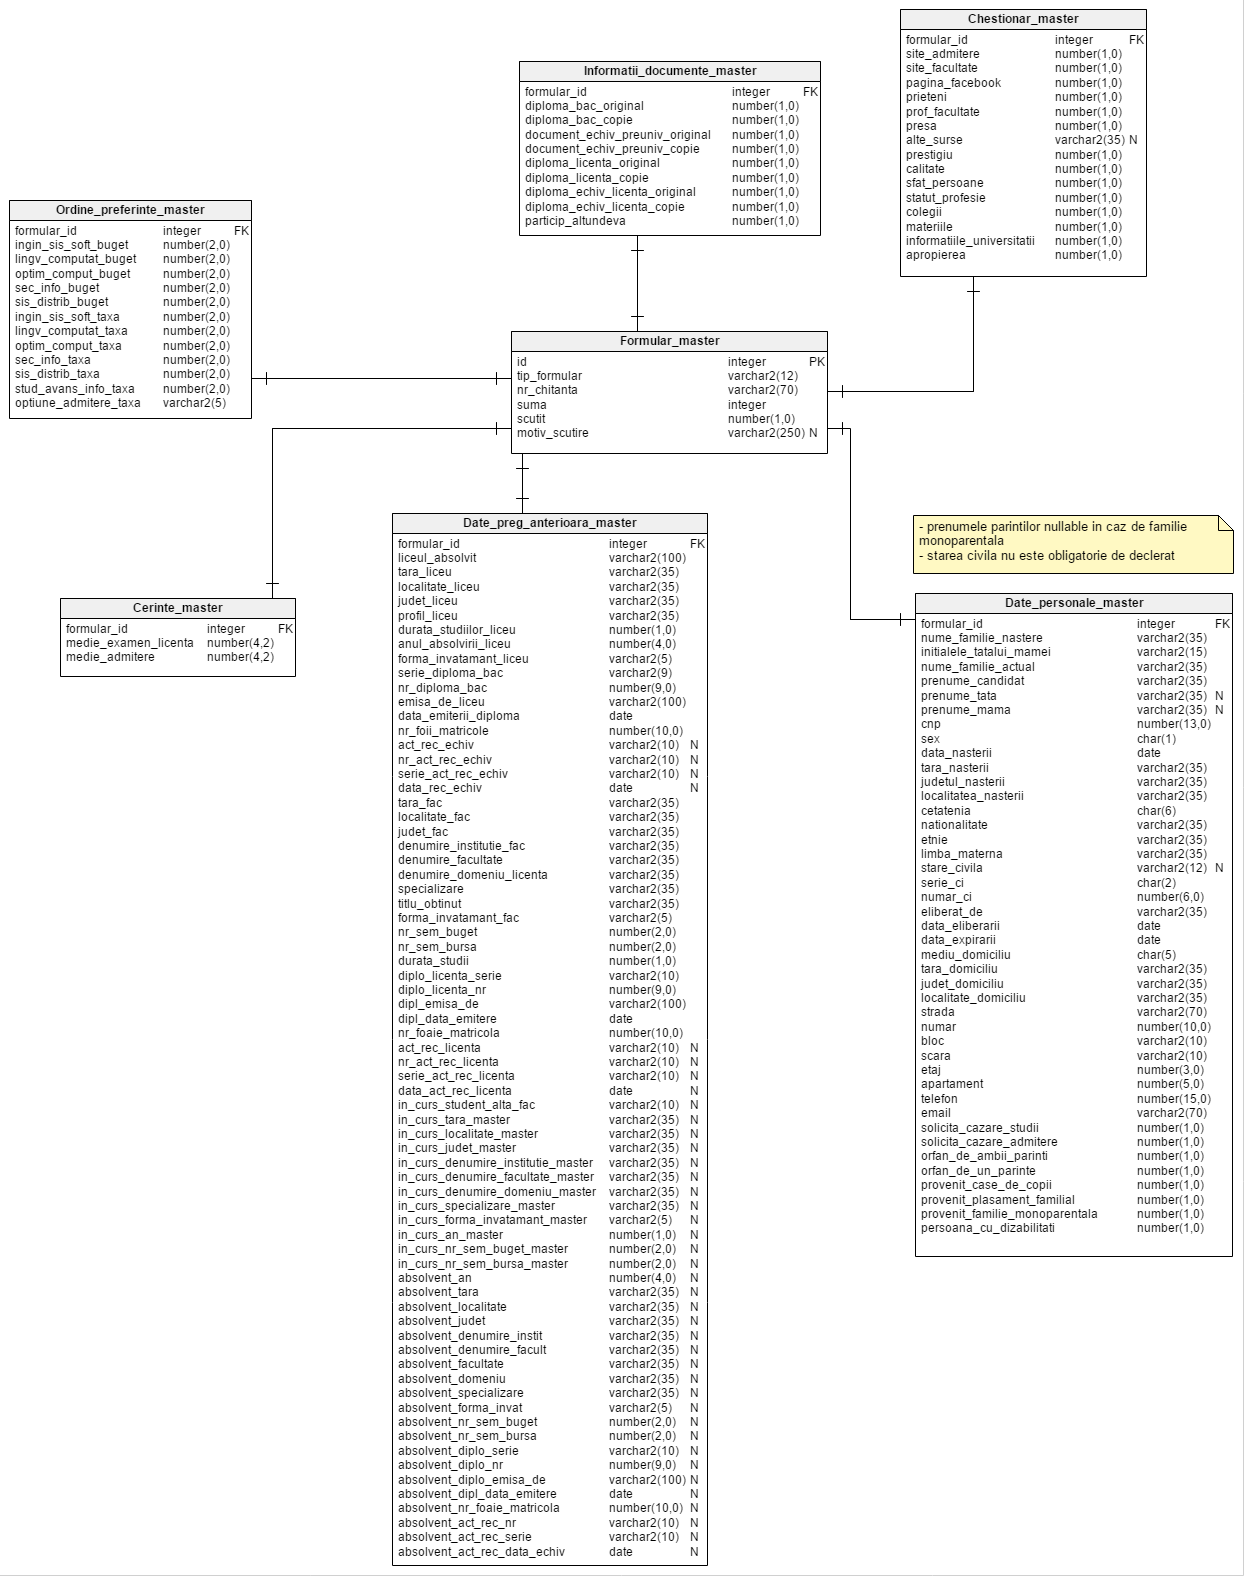 Chestionar_master
formular_id integer FK
site_admitere number(1,0)
site_facultate number(1,0)
pagina_facebook number(1,0)
prieteni number(1,0)
prof_facultate number(1,0)
presa number(1,0)
alte_surse varchar2(35) N
prestigiu number(1,0)
calitate number(1,0)
sfat_persoane number(1,0)
statut_profesie number(1,0)
colegii number(1,0)
materiile number(1,0)
informatiile_universitatii number(1,0)
apropierea number(1,0)
Informatii_documente_master
formular_id integer FK
diploma_bac_original number(1,0)
diploma_bac_copie number(1,0)
document_echiv_preuniv_original number(1,0)
document_echiv_preuniv_copie number(1,0)
diploma_licenta_original number(1,0)
diploma_licenta_copie number(1,0)
diploma_echiv_licenta_original number(1,0)
diploma_echiv_licenta_copie number(1,0)
particip_altundeva number(1,0)
Ordine_preferinte_master
formular_id integer FK
ingin_sis_soft_buget number(2,0)
lingv_computat_buget number(2,0)
optim_comput_buget number(2,0)
sec_info_buget number(2,0)
sis_distrib_buget number(2,0)
ingin_sis_soft_taxa number(2,0)
lingv_computat_taxa number(2,0)
optim_comput_taxa number(2,0)
sec_info_taxa number(2,0)
sis_distrib_taxa number(2,0)
stud_avans_info_taxa number(2,0)
optiune_admitere_taxa varchar2(5)
Formular_master
id integer PK
tip_formular varchar2(12)
nr_chitanta varchar2(70)
suma integer
scutit number(1,0)
motiv_scutire varchar2(250) N
Cerinte_master
formular_id integer FK
medie_examen_licenta number(4,2)
medie_admitere number(4,2)
Date_preg_anterioara_master
formular_id integer FK
liceul_absolvit varchar2(100)
tara_liceu varchar2(35)
localitate_liceu varchar2(35)
judet_liceu varchar2(35)
profil_liceu varchar2(35)
durata_studiilor_liceu number(1,0)
anul_absolvirii_liceu number(4,0)
forma_invatamant_liceu varchar2(5)
serie_diploma_bac varchar2(9)
nr_diploma_bac number(9,0)
emisa_de_liceu varchar2(100)
data_emiterii_diploma date
nr_foii_matricole number(10,0)
act_rec_echiv varchar2(10) N
nr_act_rec_echiv varchar2(10) N
serie_act_rec_echiv varchar2(10) N
data_rec_echiv date N
tara_fac varchar2(35)
localitate_fac varchar2(35)
judet_fac varchar2(35)
denumire_institutie_fac varchar2(35)
denumire_facultate varchar2(35)
denumire_domeniu_licenta varchar2(35)
specializare varchar2(35)
titlu_obtinut varchar2(35)
forma_invatamant_fac varchar2(5)
nr_sem_buget number(2,0)
nr_sem_bursa number(2,0)
durata_studii number(1,0)
diplo_licenta_serie varchar2(10)
diplo_licenta_nr number(9,0)
dipl_emisa_de varchar2(100)
dipl_data_emitere date
nr_foaie_matricola number(10,0)
act_rec_licenta varchar2(10) N
nr_act_rec_licenta varchar2(10) N
serie_act_rec_licenta varchar2(10) N
data_act_rec_licenta date N
in_curs_student_alta_fac varchar2(10) N
in_curs_tara_master varchar2(35) N
in_curs_localitate_master varchar2(35) N
in_curs_judet_master varchar2(35) N
in_curs_denumire_institutie_master varchar2(35) N
in_curs_denumire_facultate_master varchar2(35) N
in_curs_denumire_domeniu_master varchar2(35) N
in_curs_specializare_master varchar2(35) N
in_curs_forma_invatamant_master varchar2(5) N
in_curs_an_master number(1,0) N
in_curs_nr_sem_buget_master number(2,0) N
in_curs_nr_sem_bursa_master number(2,0) N
absolvent_an number(4,0) N
absolvent_tara varchar2(35) N
absolvent_localitate varchar2(35) N
absolvent_judet varchar2(35) N
absolvent_denumire_instit varchar2(35) N
absolvent_denumire_facult varchar2(35) N
absolvent_facultate varchar2(35) N
absolvent_domeniu varchar2(35) N
absolvent_specializare varchar2(35) N
absolvent_forma_invat varchar2(5) N
absolvent_nr_sem_buget number(2,0) N
absolvent_nr_sem_bursa number(2,0) N
absolvent_diplo_serie varchar2(10) N
absolvent_diplo_nr number(9,0) N
absolvent_diplo_emisa_de varchar2(100) N
absolvent_dipl_data_emitere date N
absolvent_nr_foaie_matricola number(10,0) N
absolvent_act_rec_nr varchar2(10) N
absolvent_act_rec_serie varchar2(10) N
absolvent_act_rec_data_echiv date N
- prenumele parintilor nullable in caz de familie
monoparentala
- starea civila nu este obligatorie de declerat
Date_personale_master
formular_id integer FK
nume_familie_nastere varchar2(35)
initialele_tatalui_mamei varchar2(15)
nume_familie_actual varchar2(35)
prenume_candidat varchar2(35)
prenume_tata varchar2(35) N
prenume_mama varchar2(35) N
cnp number(13,0)
sex char(1)
data_nasterii date
tara_nasterii varchar2(35)
judetul_nasterii varchar2(35)
localitatea_nasterii varchar2(35)
cetatenia char(6)
nationalitate varchar2(35)
etnie varchar2(35)
limba_materna varchar2(35)
stare_civila varchar2(12) N
serie_ci char(2)
numar_ci number(6,0)
eliberat_de varchar2(35)
data_eliberarii date
data_expirarii date
mediu_domiciliu char(5)
tara_domiciliu varchar2(35)
judet_domiciliu varchar2(35)
localitate_domiciliu varchar2(35)
strada varchar2(70)
numar number(10,0)
bloc varchar2(10)
scara varchar2(10)
etaj number(3,0)
apartament number(5,0)
telefon number(15,0)
email varchar2(70)
solicita_cazare_studii number(1,0)
solicita_cazare_admitere number(1,0)
orfan_de_ambii_parinti number(1,0)
orfan_de_un_parinte number(1,0)
provenit_case_de_copii number(1,0)
provenit_plasament_familial number(1,0)
provenit_familie_monoparentala number(1,0)
persoana_cu_dizabilitati number(1,0)